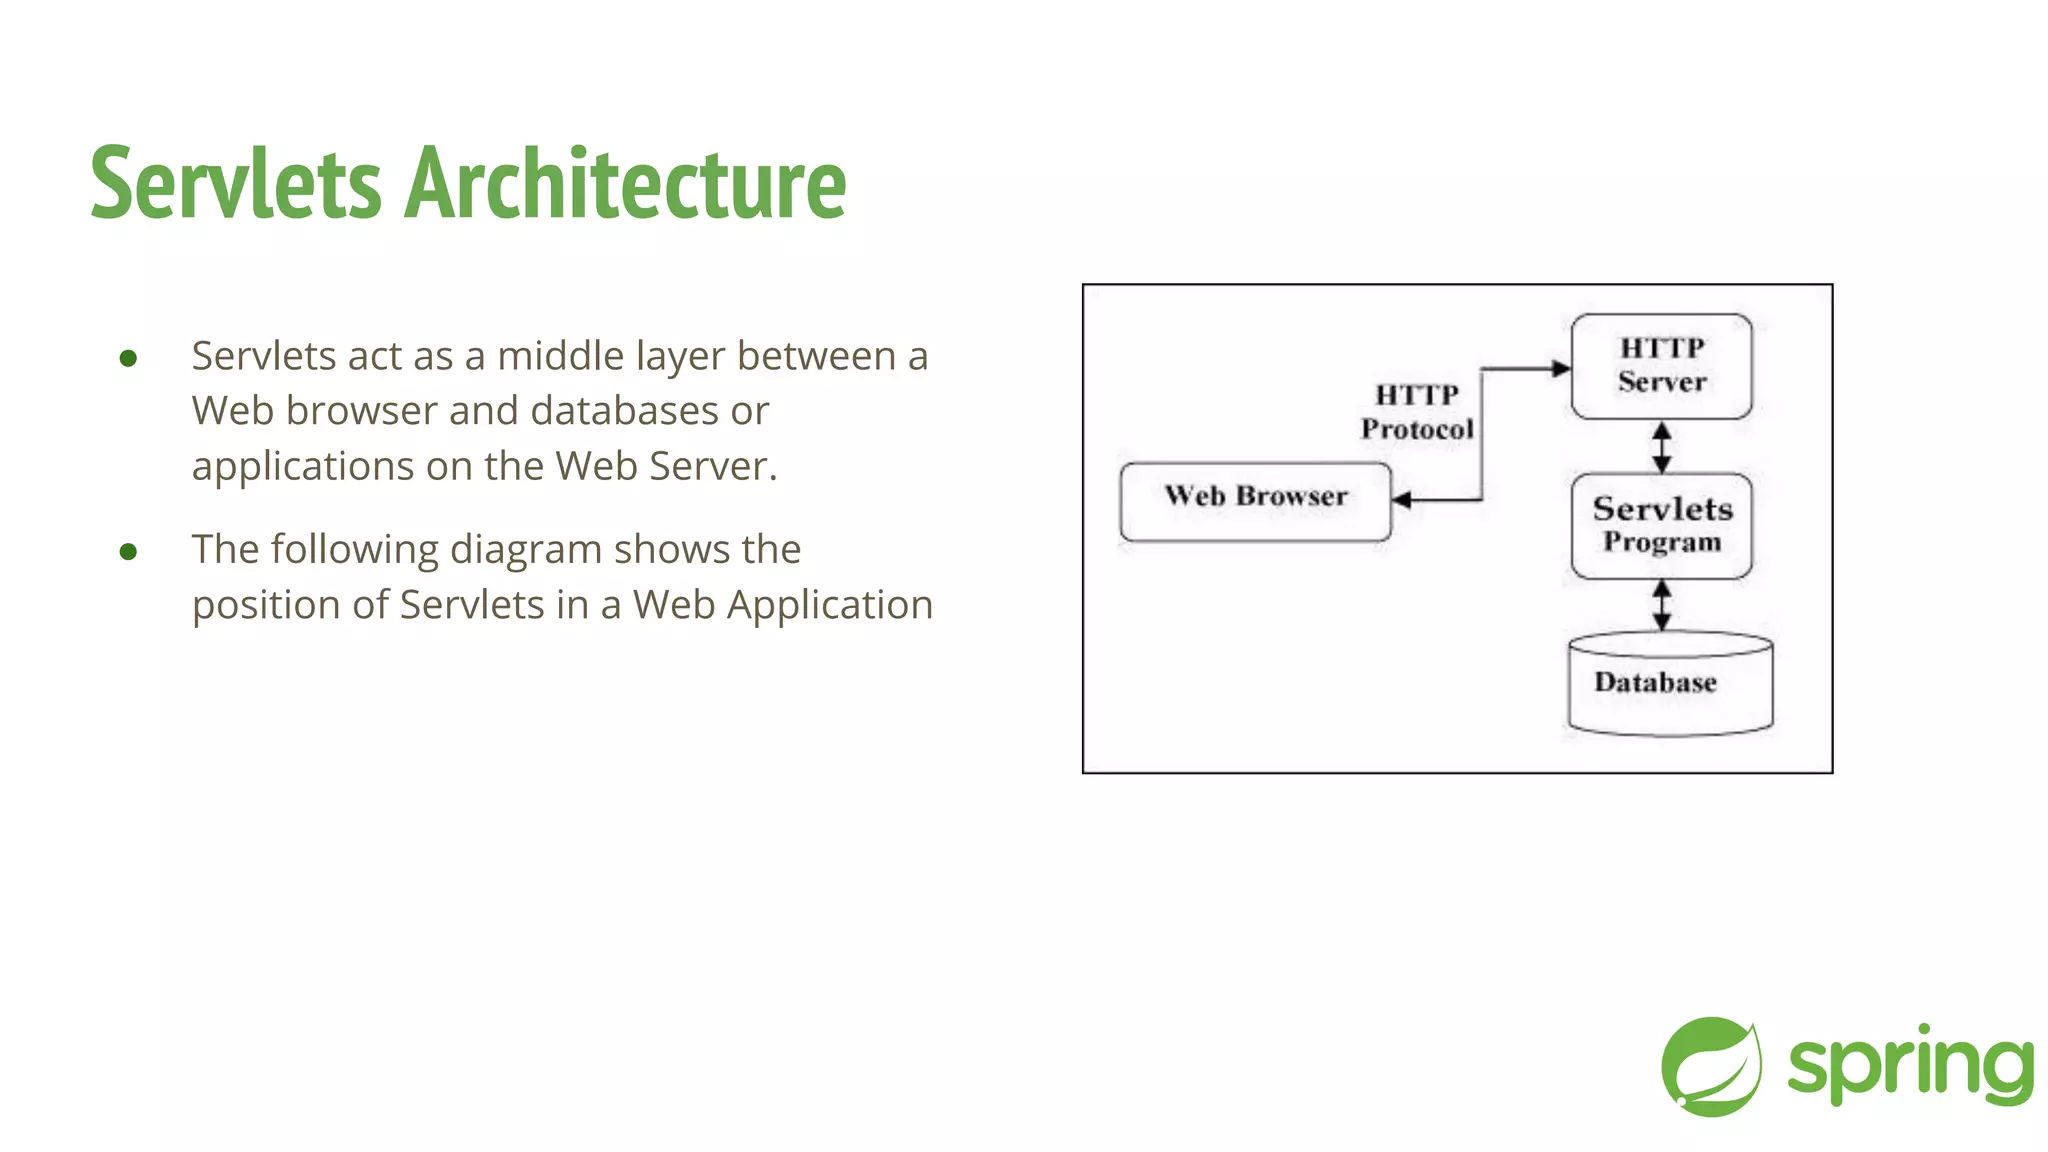 Servlets Architecture
● Servlets act as a middle layer between a
Web browser and databases or
applications on the Web Server.
● The following diagram shows the
position of Servlets in a Web Application
HTTP
Server
HTTP
Protocol
Web Browser
Servlets
Program
Database
spring